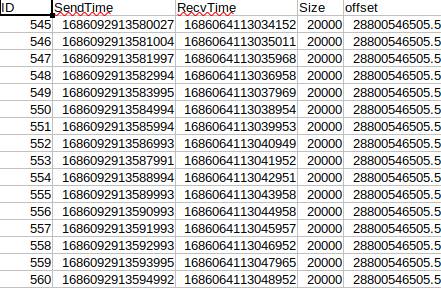 ID SendTime RecvTime Size offset
545 1686092913580027 1686064113034152 20000 28800546505.5
546 1686092913581004 1686064113035011 20000 28800546505.5
547 1686092913581997 1686064113035968 20000 28800546505.5
548 1686092913582994 1686064113036958 20000 28800546505.5
549 1686092913583995 1686064113037969 20000 28800546505.5
550 1686092913584994 1686064113038954 20000 28800546505.5
551 1686092913585994 1686064113039953 20000 28800546505.5
552 1686092913586993 1686064113040949 20000 28800546505.5
553 1686092913587991 1686064113041952 20000 28800546505.5
554 1686092913588994 1686064113042951 20000 28800546505.5
555 1686092913589993 1686064113043958 20000 28800546505.5
556 1686092913590993 1686064113044958 20000 28800546505.5
557 1686092913591993 1686064113045957 20000 28800546505.5
558 1686092913592993 1686064113046952 20000 28800546505.5
559 1686092913593995 1686064113047965 20000 28800546505.5
560 1686092913594992 1686064113048952 20000 28800546505.5